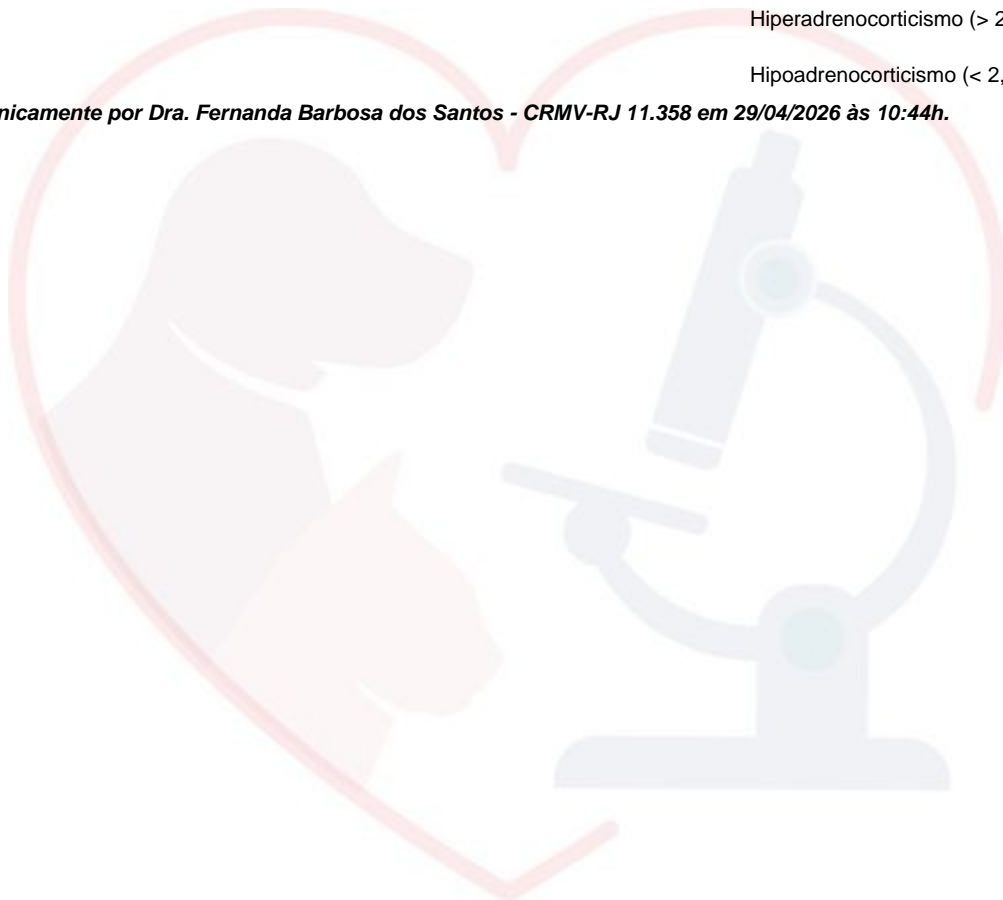 Hiperadrenocorticismo (> 2
Hipoadrenocorticismo (< 2,
nicamente por Dra. Fernanda Barbosa dos Santos - CRMV-RJ 11.358 em 29/04/2026 às 10:44h.